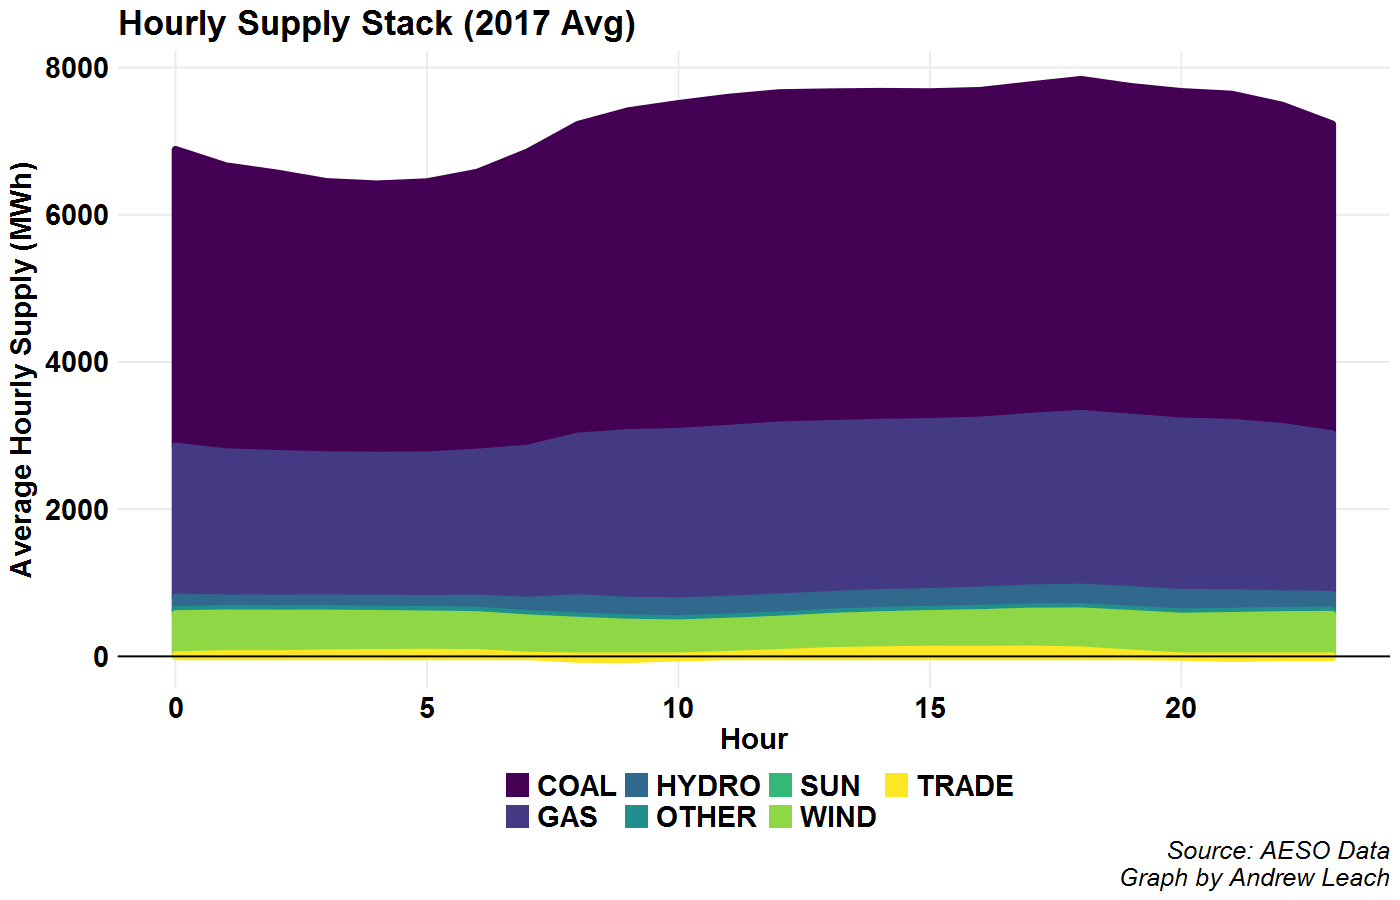 Hourly Supply Stack (2017 Avg)
Average Hourly Supply (MWh)
8000
6000
4000
2000
0
0 5 10 15 20
Hour
COAL HYDRO SUN TRADE
GAS OTHER WIND
Source: AESO Data
Graph by Andrew Leach